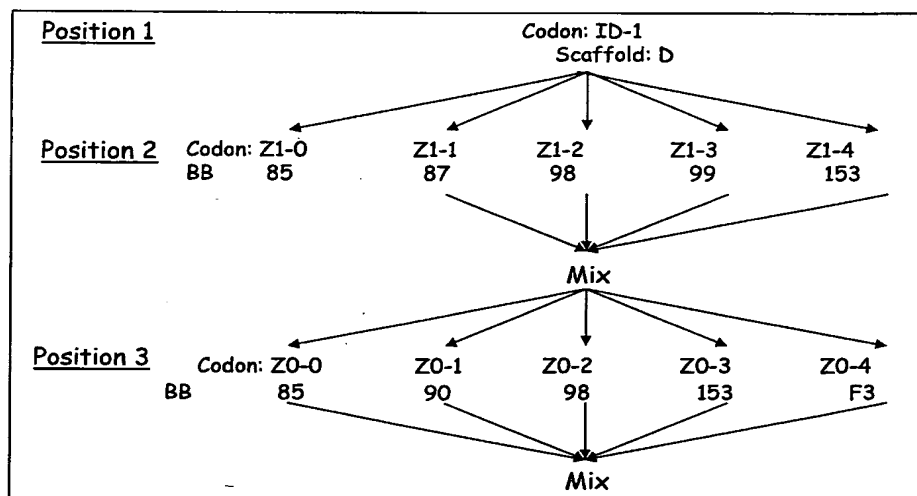 Position 1 Codon: ID-1
Scaffold: D
Position 2 Codon: Z1-0 Z1-1 Z1-2 Z1-3 Z1-4
BB 85 87 98 99 153
Mix
Position 3 Codon: Z0-0 Z0-1 Z0-2 Z0-3 Z0-4
BB 85 90 98 153 F3
Mix